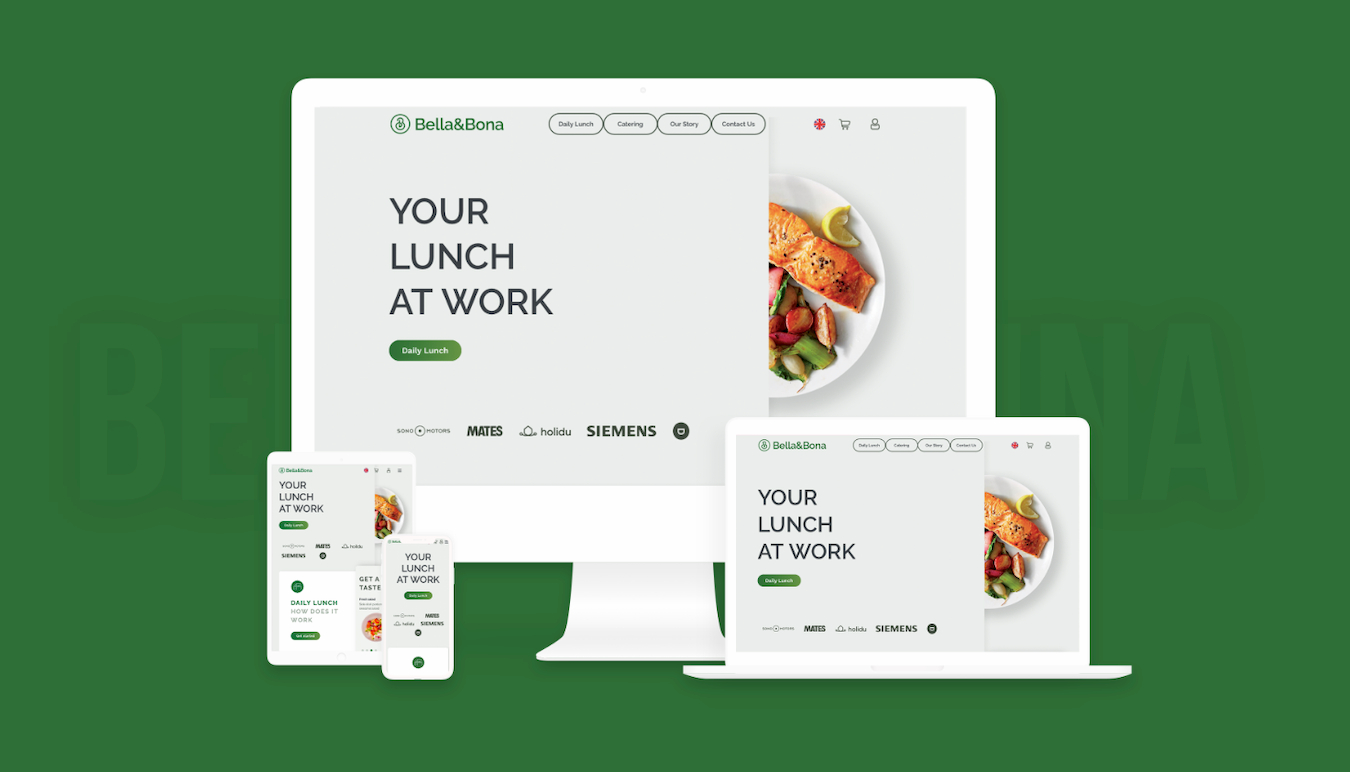 Bella&Bona
Daily Lunch
Catering
Our Story
Contact Us
YOUR
LUNCH
AT WORK
Daily Lunch
SONO MOTORS
MATES
holidu
SIEMENS
Bella&Bona
YOUR
LUNCH
AT WORK
Daily Lunch
SONO MOTORS
MATES
holidu
SIEMENS
DAILY LUNCH
HOW DOES IT
WORK
Get started
GET A
TASTE
YOUR
LUNCH
AT WORK
Daily Lunch
MATES
holidu
SIEMENS
Bella&Bona
Daily Lunch
Catering
Our Story
Contact Us
YOUR
LUNCH
AT WORK
Daily Lunch
SONO MOTORS
MATES
holidu
SIEMENS